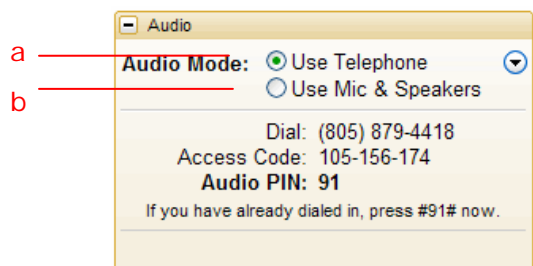 Audio
a
Audio Mode: Use Telephone
b
Use Mic & Speakers
Dial: (805) 879-4418
Access Code: 105-156-174
Audio PIN: 91
If you have already dialed in, press #91# now.